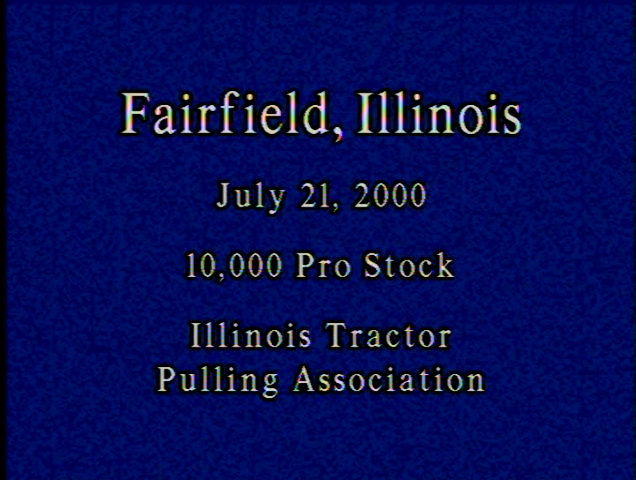 Fairfield, Illinois
July 21, 2000
10,000 Pro Stock
Illinois Tractor
Pulling Association